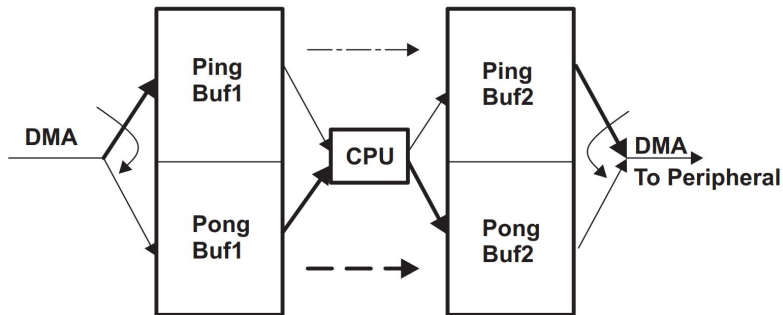 DMA
Ping
Buf1
Pong
Buf1
CPU
Ping
Buf2
Pong
Buf2
DMA
To Peripheral